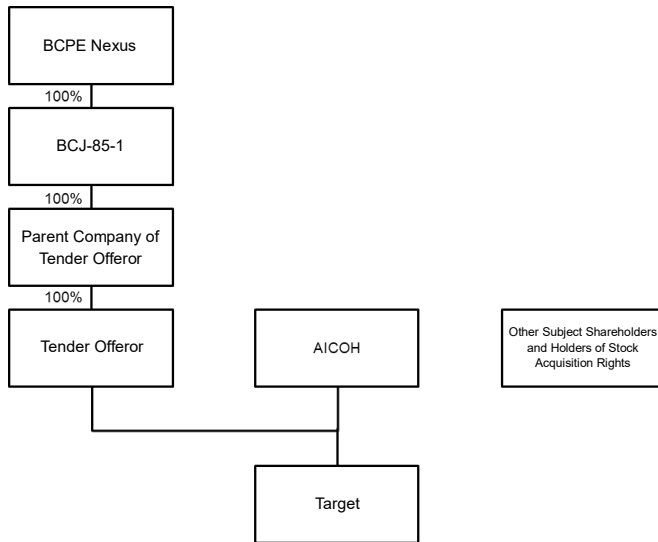 BCPE Nexus
100%
BCJ-85-1
100%
Parent Company of
Tender Offeror
100%
Tender Offeror
AICOH
Other Subject Shareholders
and Holders of Stock
Acquisition Rights
Target